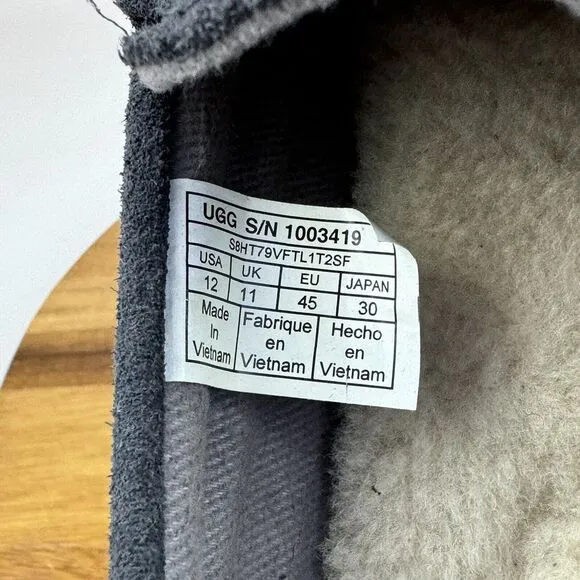 UGG S/N 1003419
S8HT79VFTL1T2SF
USA UK EU JAPAN
12 11 45 30
Made Fabrique Hecho
In en en
Vietnam Vietnam Vietnam